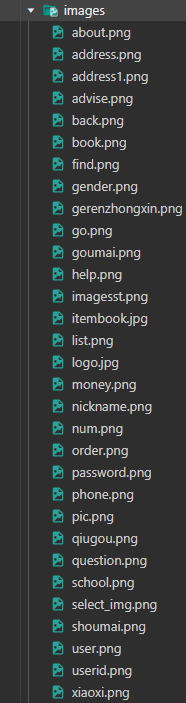 images
about.png
address.png
address1.png
advise.png
back.png
book.png
find.png
gender.png
gerenzhongxin.png
go.png
goumai.png
help.png
imagesst.png
itembook.jpg
list.png
logo.jpg
money.png
nickname.png
num.png
order.png
password.png
phone.png
pic.png
qiugou.png
question.png
school.png
select_img.png
shoumai.png
user.png
userid.png
xiaoxi.png